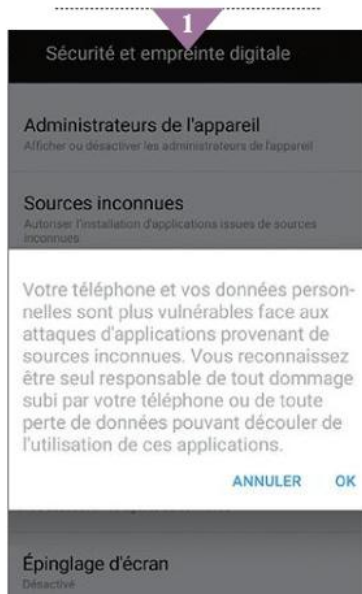 1
Sécurité et empreinte digitale
Administrateurs de l'appareil
Afficher ou désactiver les administrateurs de l'appareil
Sources inconnues
Autoriser l'installation d'applications issues de sources
inconnues
Votre téléphone et vos données person-
nelles sont plus vulnérables face aux
attaques d'applications provenant de
sources inconnues. Vous reconnaissez
être seul responsable de tout dommage
subi par votre téléphone ou de toute
perte de données pouvant découler de
l'utilisation de ces applications.
ANNULER OK
Épinglage d'écran
Désactivé